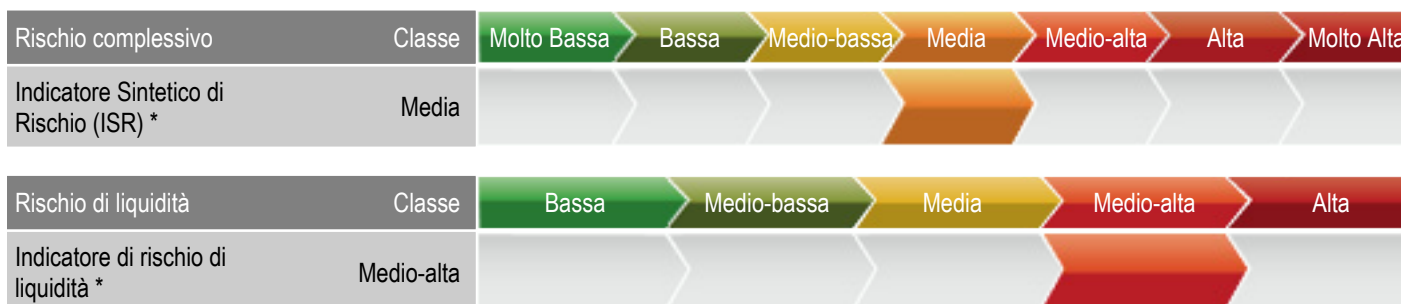 Rischio complessivo Classe Molto Bassa Bassa Medio-bassa Media Medio-alta Alta Molto Alta
Indicatore Sintetico di
Rischio (ISR) * Media
Rischio di liquidità Classe Bassa Medio-bassa Media Medio-alta Alta
Indicatore di rischio di
liquidità * Medio-alta